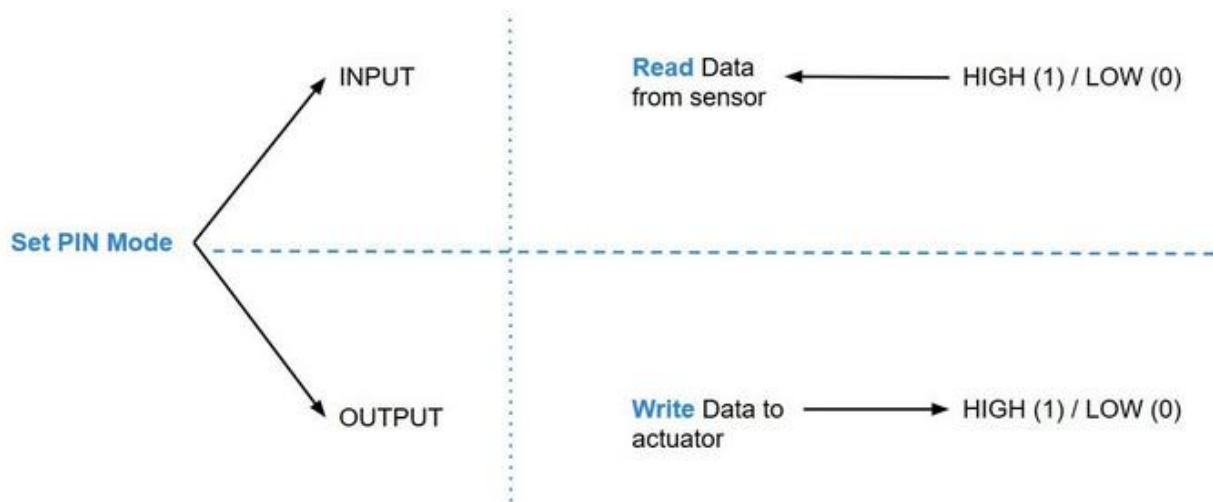 INPUT
Read Data
from sensor
HIGH (1) / LOW (0)
Set PIN Mode
OUTPUT
Write Data to
actuator
HIGH (1) / LOW (0)